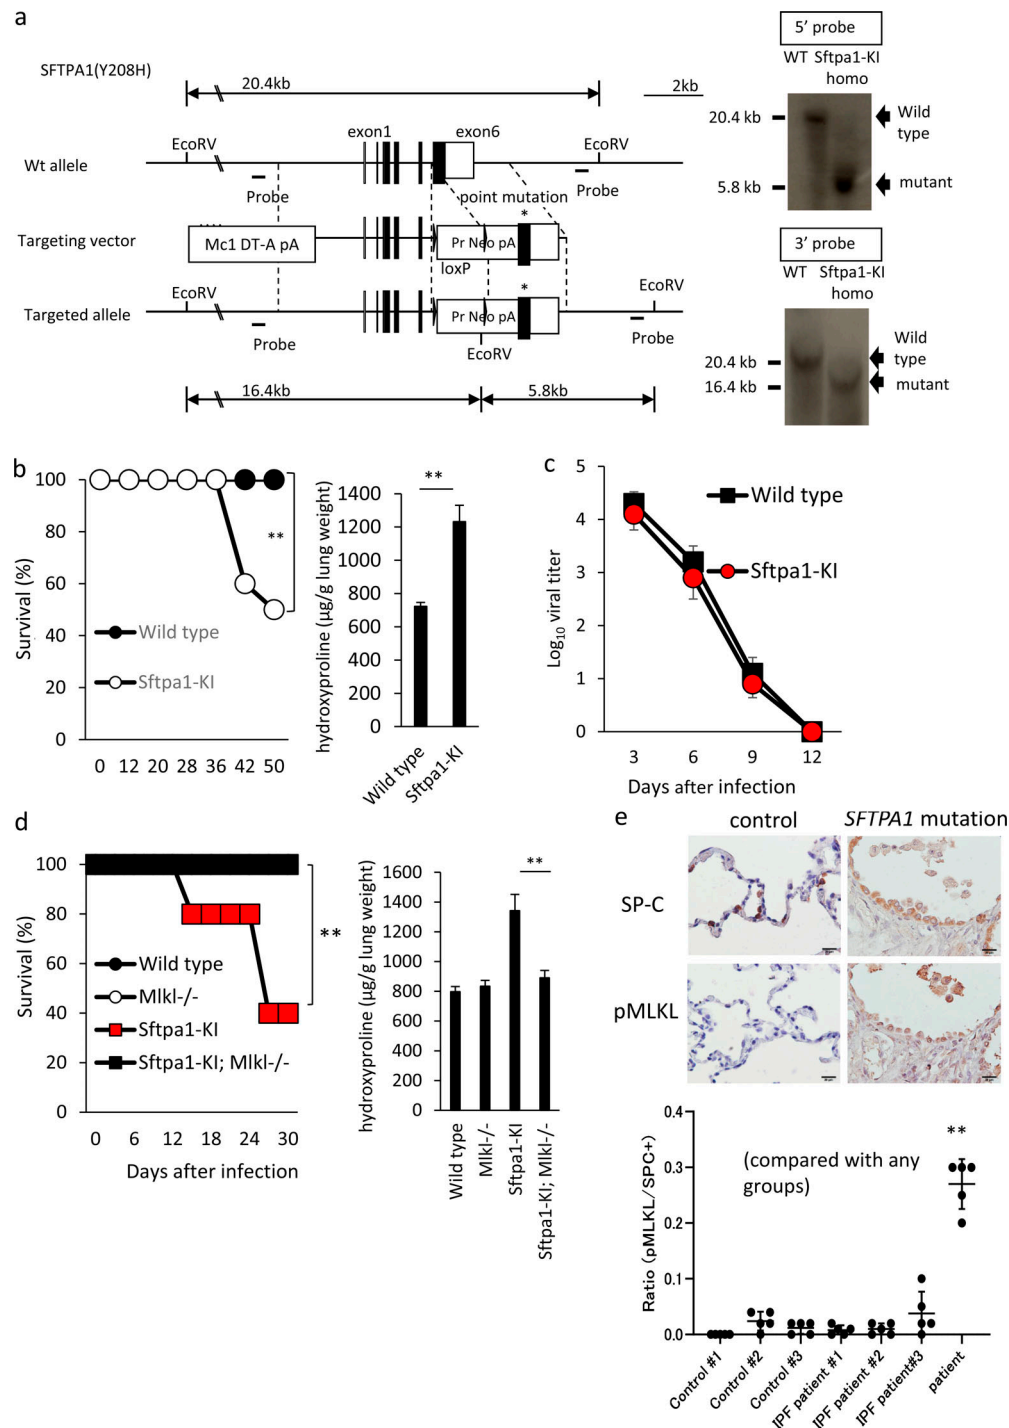 a
SFTPA1(Y208H)
20.4kb
2kb
EcoRV
exon1
exon6
EcoRV
Wt allele
Probe
Probe
point mutation
*
Targeting vector
Mc1 DT-A pA
Pr Neo pA
loxP
EcoRV
*
EcoRV
Targeted allele
Pr Neo pA
Probe
Probe
EcoRV
16.4kb
5.8kb
5' probe
WT Sftpa1-KI
homo
20.4 kb
Wild
type
5.8 kb
mutant
3' probe
WT Sftpa1-KI
homo
Wild
type
20.4 kb
16.4 kb
mutant
b
Survival (%)
100
80
60
40
20
0
**
Wild type
Sftpa1-KI
0 12 20 28 36 42 50
hydroxyproline (µg/g lung weight)
**
1400
1200
1000
800
600
400
200
0
Wild type
Sftpa1-KI
c
Log10 viral titer
5
4
3
2
1
0
Wild type
Sftpa1-KI
3 6 9 12
Days after infection
d
Survival (%)
100
80
60
40
20
0
**
Wild type
Mlkl-/-
Sftpa1-KI
Sftpa1-KI; Mlkl-/-
0 6 12 18 24 30
Days after infection
hydroxyproline (µg/g lung weight)
**
1600
1400
1200
1000
800
600
400
200
0
Wild type
Mlkl-/-
Sftpa1-KI
Sftpa1-KI; Mlkl-/-
e
control
SFTPA1 mutation
SP-C
pMLKL
Ratio (pMLKL/SPC+)
0.4
0.3
0.2
0.1
0.0
**
(compared with any
groups)
Control #1
Control #2
Control #3
IPF patient #1
IPF patient #2
IPF patient#3
patient